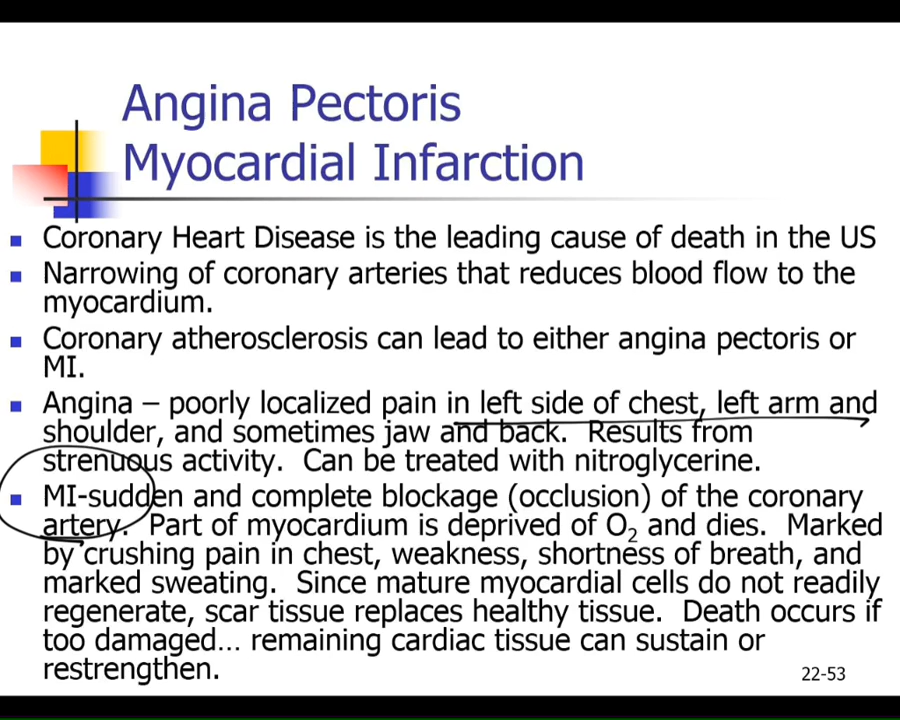 Angina Pectoris
Myocardial Infarction
Coronary Heart Disease is the leading cause of death in the US
Narrowing of coronary arteries that reduces blood flow to the
myocardium.
Coronary atherosclerosis can lead to either angina pectoris or
MI.
Angina – poorly localized pain in left side of chest, left arm and
shoulder, and sometimes jaw and back. Results from
strenuous activity. Can be treated with nitroglycerine.
MI-sudden and complete blockage (occlusion) of the coronary
artery. Part of myocardium is deprived of O₂ and dies. Marked
by crushing pain in chest, weakness, shortness of breath, and
marked sweating. Since mature myocardial cells do not readily
regenerate, scar tissue replaces healthy tissue. Death occurs if
too damaged... remaining cardiac tissue can sustain or
restrengthen.
22-53